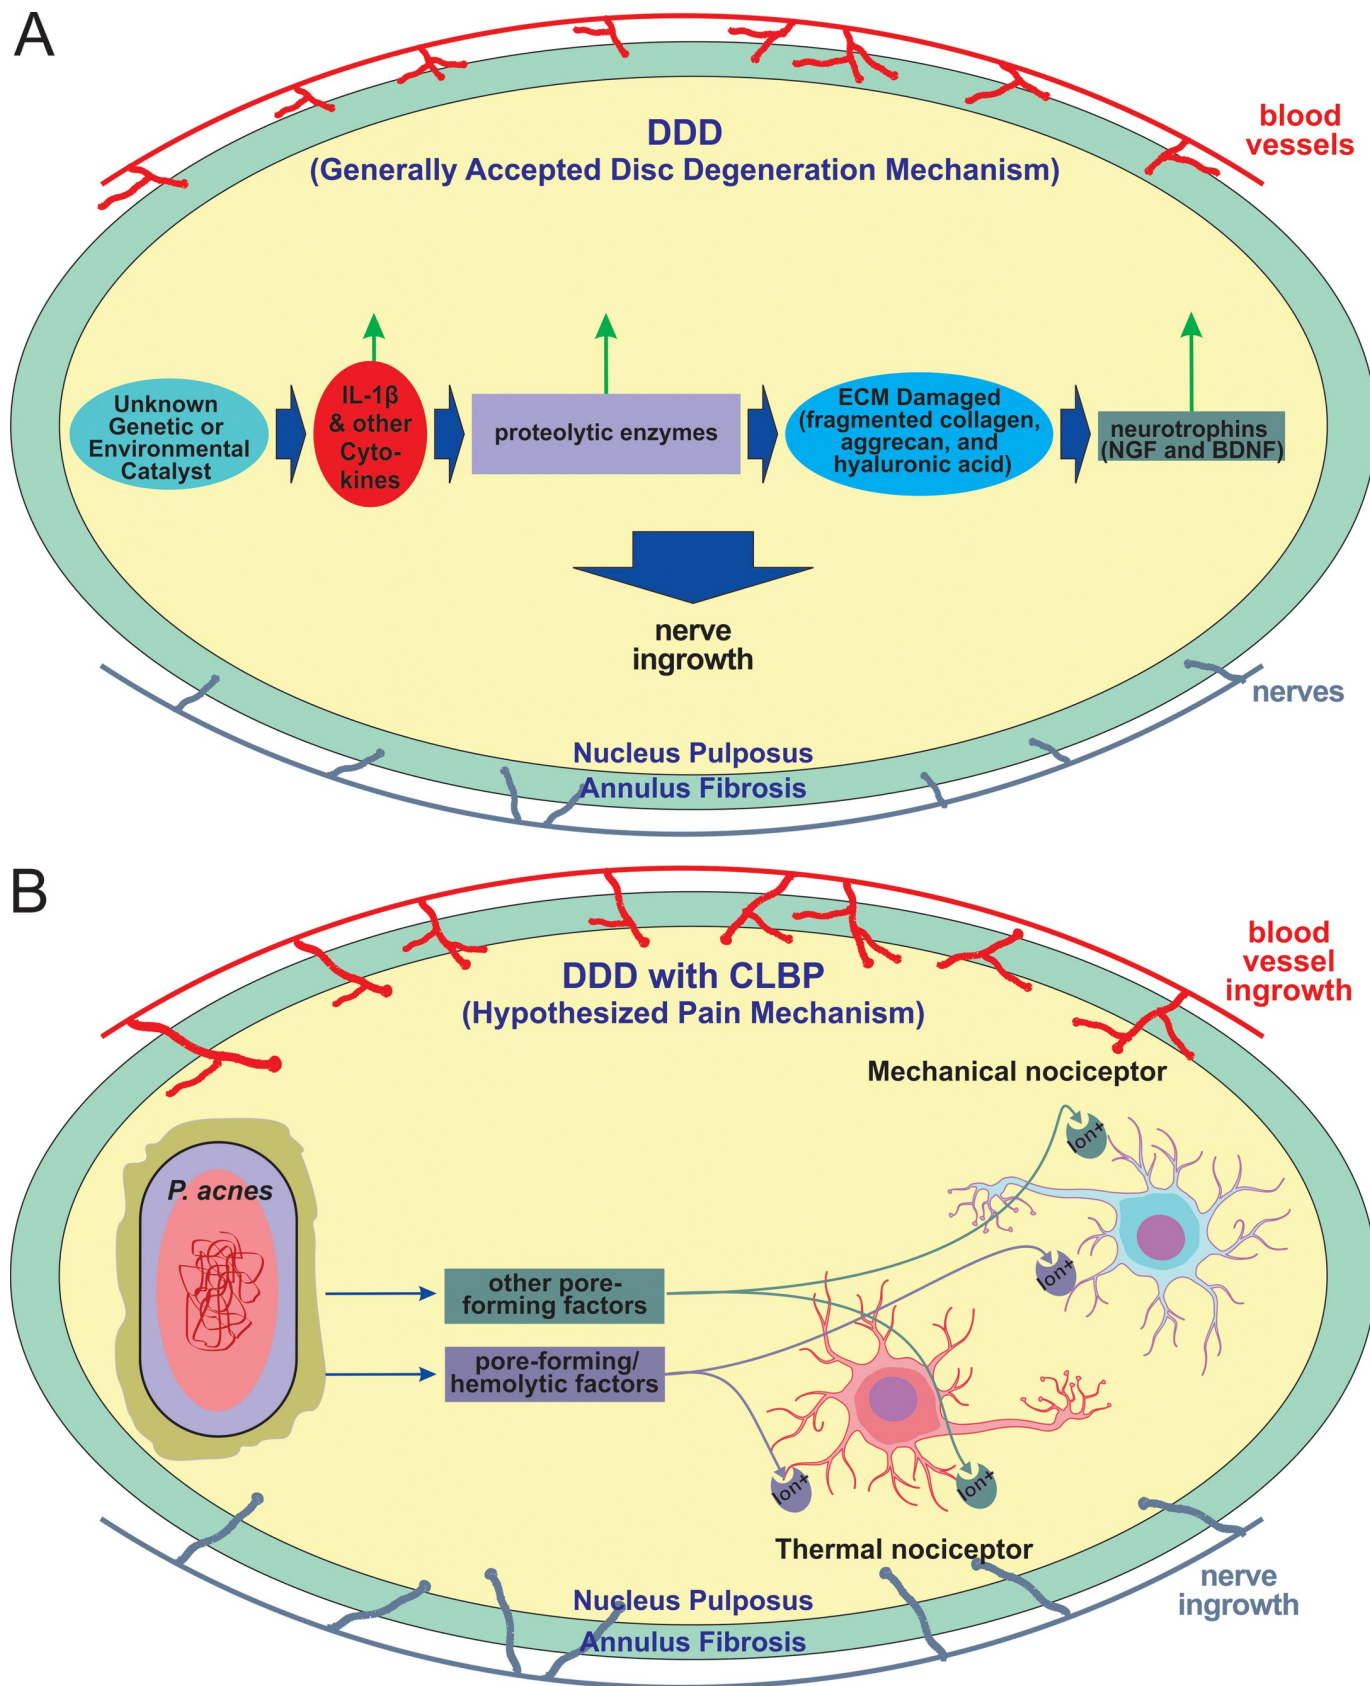 A
blood
vessels
DDD
(Generally Accepted Disc Degeneration Mechanism)
Unknown
Genetic or
Environmental
Catalyst
IL-1β
& other
Cyto-
kines
proteolytic enzymes
ECM Damaged
(fragmented collagen,
aggrecan, and
hyaluronic acid)
neurotrophins
(NGF and BDNF)
nerve
ingrowth
nerves
Nucleus Pulposus
Annulus Fibrosis
B
blood
vessel
ingrowth
DDD with CLBP
(Hypothesized Pain Mechanism)
Mechanical nociceptor
Ion+
P. acnes
Ion+
other pore-
forming factors
pore-forming/
hemolytic factors
Ion+
Ion+
Thermal nociceptor
nerve
ingrowth
Nucleus Pulposus
Annulus Fibrosis